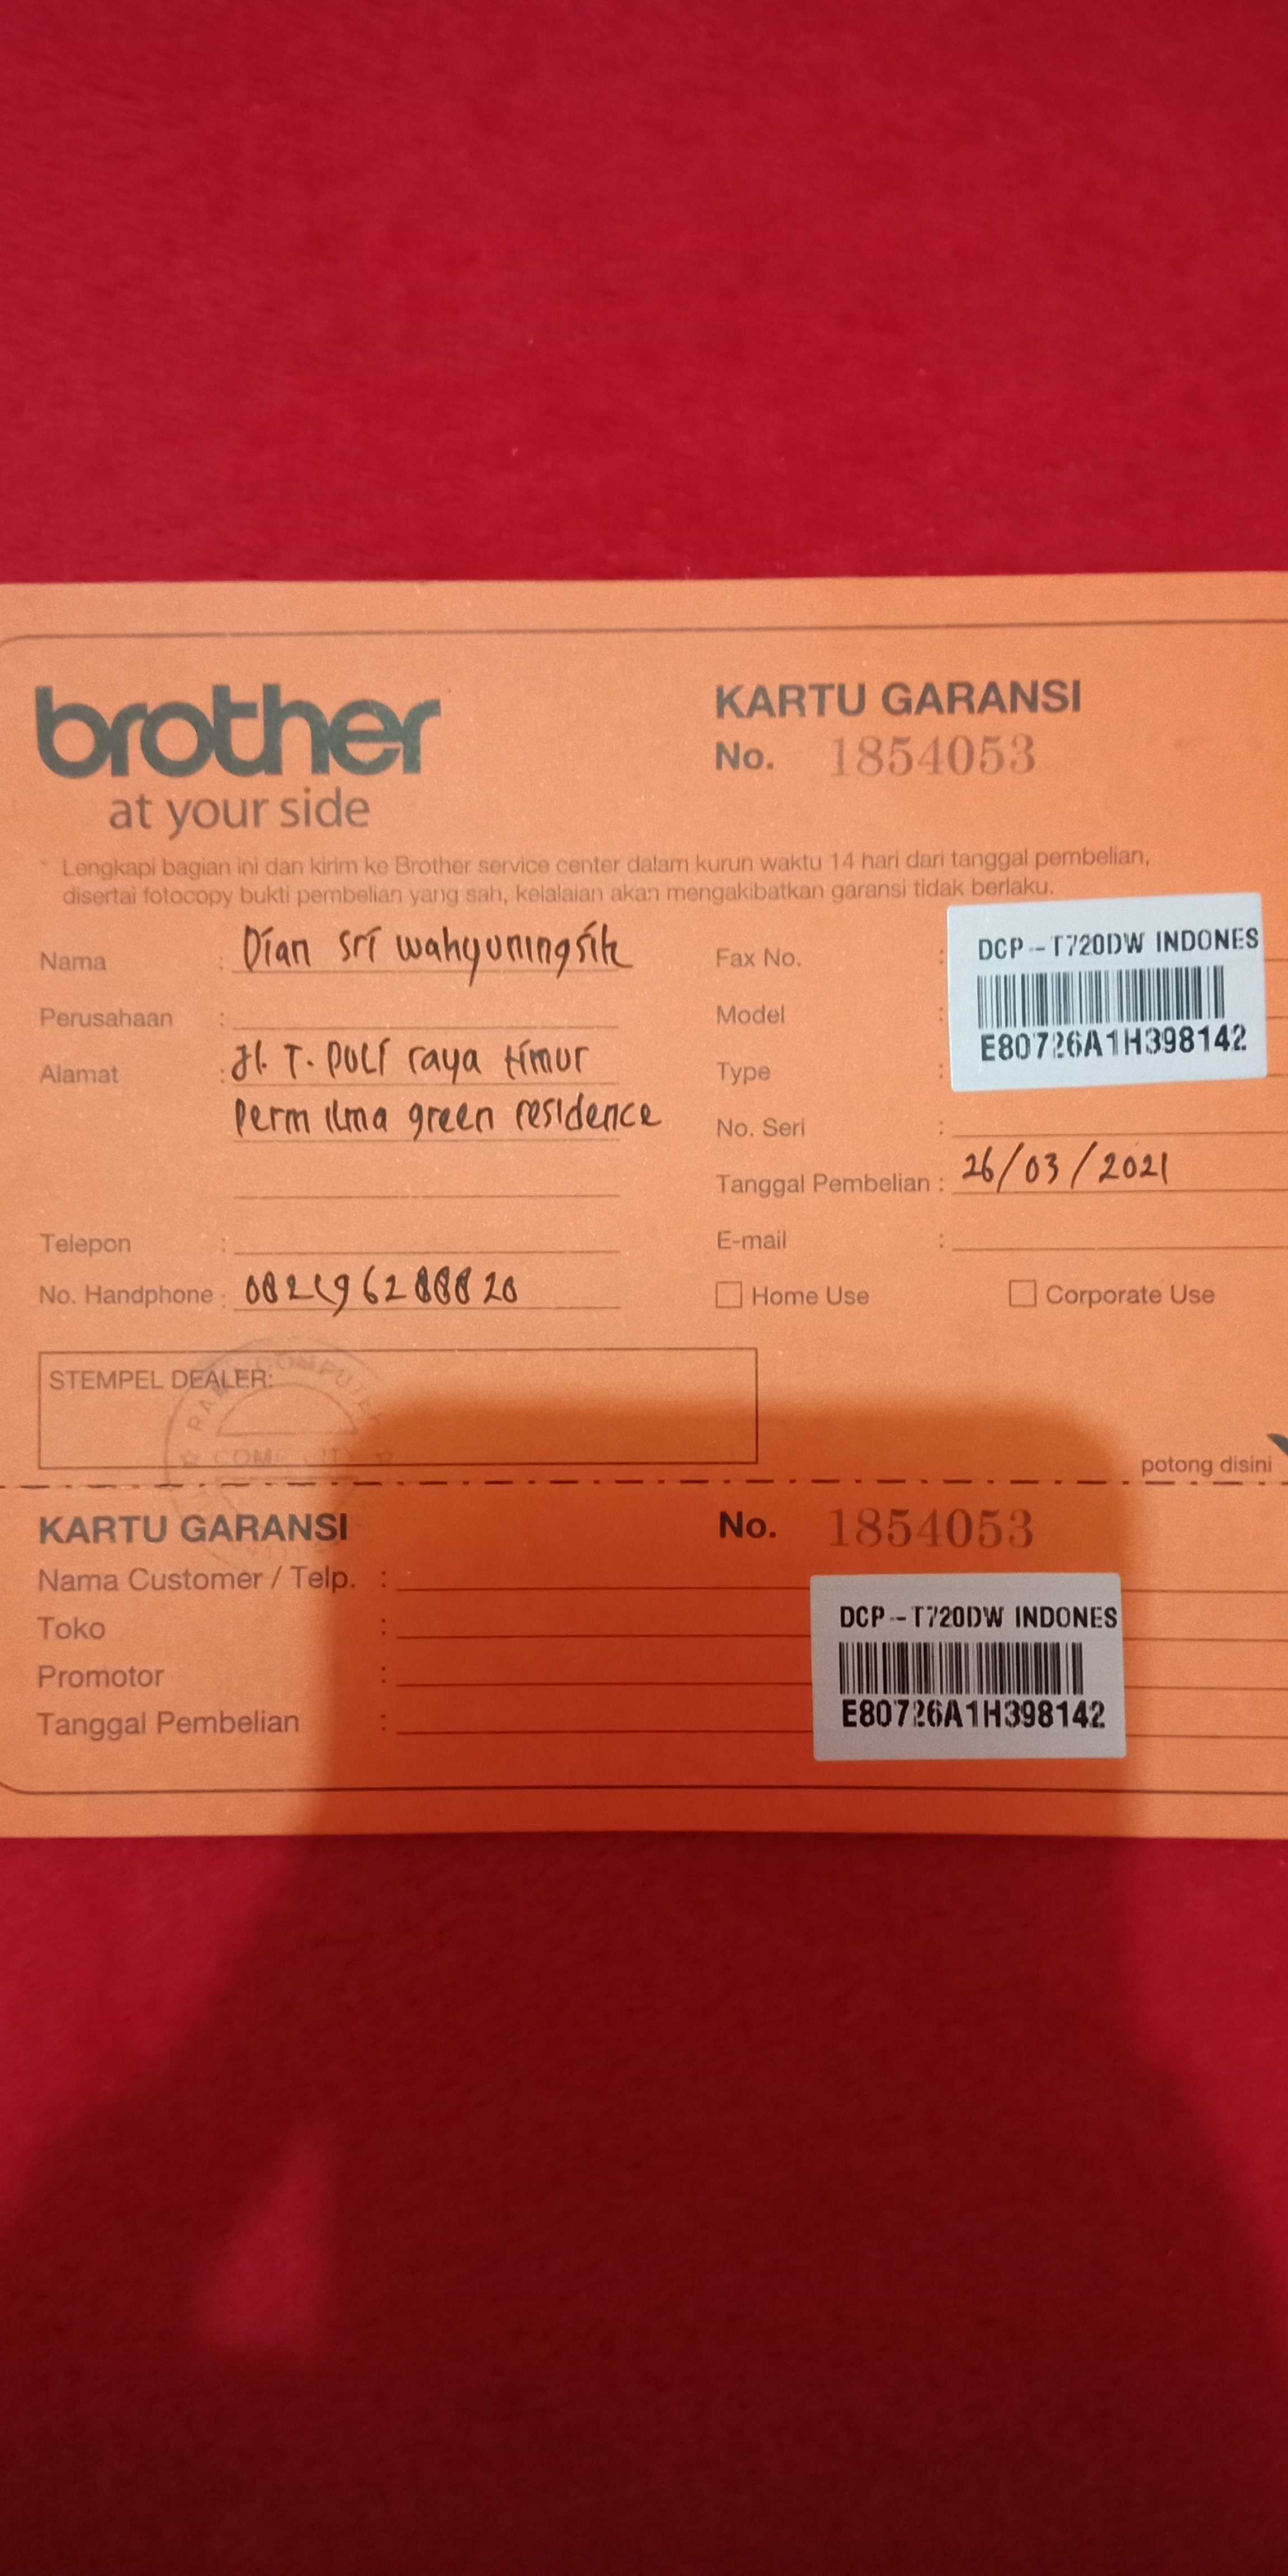 brother
at your side
KARTU GARANSI
No. 1854053
* Lengkapi bagian ini dan kirim ke Brother service center dalam kurun waktu 14 hari dari tanggal pembelian,
disertai fotocopy bukti pembelian yang sah, kelalaian akan mengakibatkan garansi tidak berlaku.
Nama : Dian Sri wahyuningsih
Perusahaan :
Alamat : Jl. T. PULI raya timur
Perm ilma green residence
Telepon :
No. Handphone :
Fax No. :
Model :
Type :
No. Seri :
DCP-T720DW INDONES
E80726A1H398142
Tanggal Pembelian : 26/03/2021
E-mail :
Home Use
Corporate Use
STEMPEL DEALER:
COMPUTE
potong disini
KARTU GARANSI
No. 1854053
Nama Customer / Telp. :
Toko :
Promotor :
Tanggal Pembelian :
DCP-T720DW INDONES
E80726A1H398142